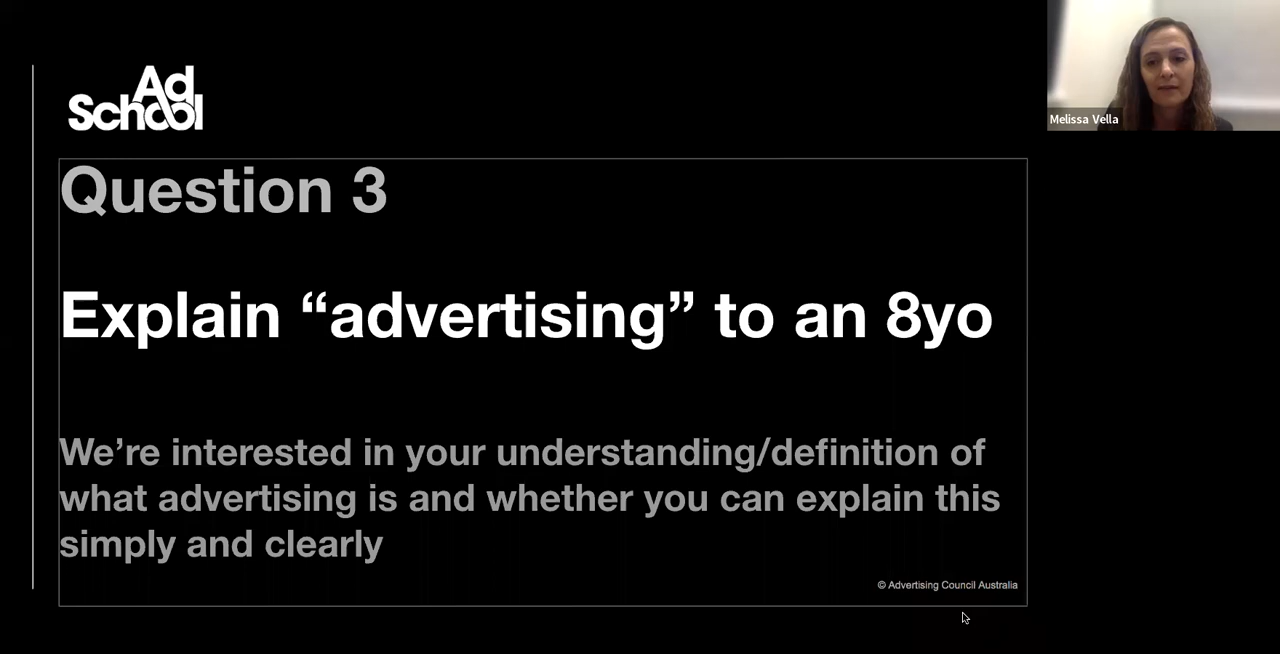 Ad
School
Melissa Vella
Question 3
Explain “advertising” to an 8yo
We’re interested in your understanding/definition of
what advertising is and whether you can explain this
simply and clearly
© Advertising Council Australia